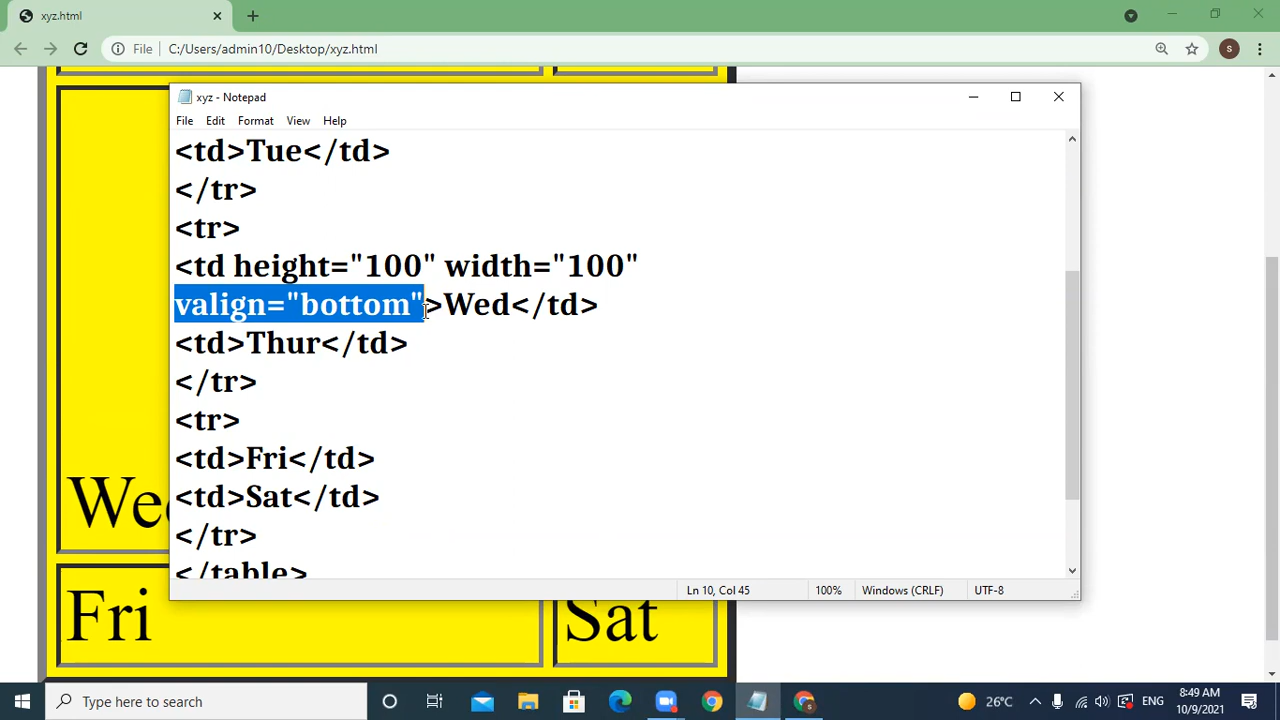 xyz.html
File C:/Users/admin10/Desktop/xyz.html
S
xyz - Notepad
File Edit Format View Help
<td>Tue</td>
</tr>
<tr>
<td height="100" width="100"
valign="bottom">Wed</td>
<td>Thur</td>
</tr>
<tr>
<td>Fri</td>
<td>Sat</td>
</tr>
</table>
Ln 10, Col 45 100% Windows (CRLF) UTF-8
Wed
Fri Sat
Type here to search
S
26°C ENG
8:49 AM
10/9/2021